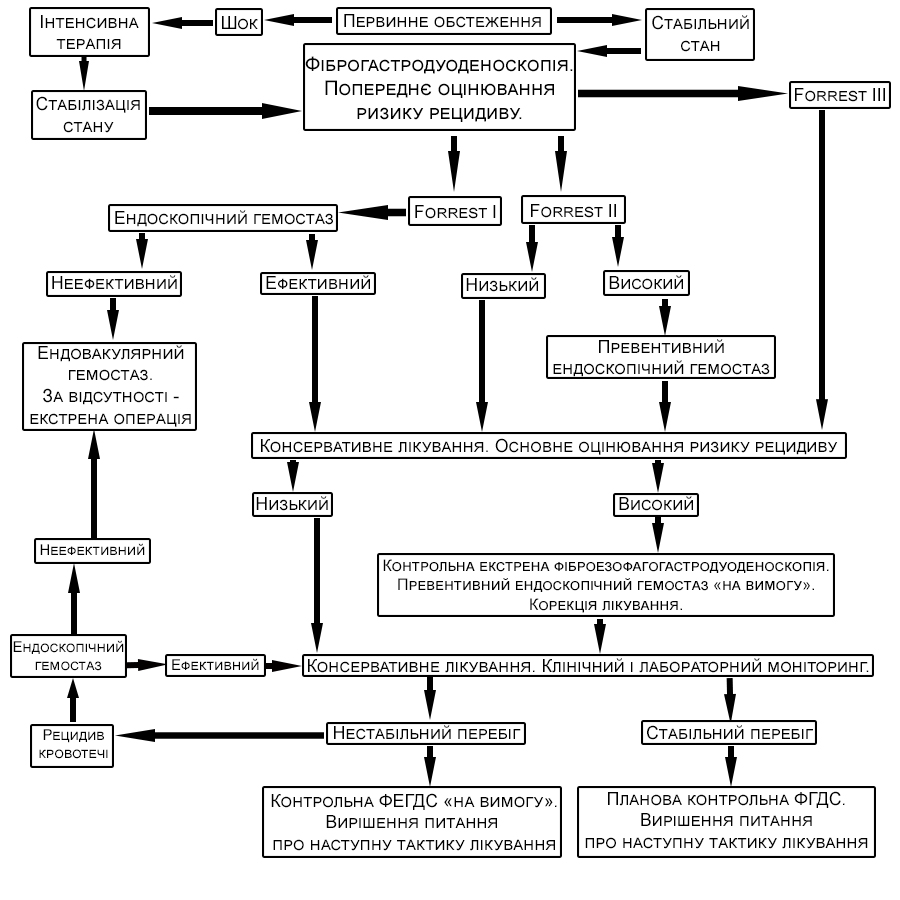 Інтенсивна
терапія
Шок
Первинне обстеження
Стабільний
стан
Стабілізація
стану
Фіброгастродуоденоскопія.
Попереднє оцінювання
ризику рецидиву.
Forrest III
Forrest I
Forrest II
Ендоскопічний гемостаз
Неефективний
Ефективний
Низький
Високий
Ендовакулярний
гемостаз.
За відсутності -
екстрена операція
Превентивний
ендоскопічний гемостаз
Консервативне лікування. Основне оцінювання ризику рецидиву
Низький
Високий
Неефективний
Контрольна екстрена фіброезофагогастродуоденоскопія.
Превентивний ендоскопічний гемостаз «на вимогу».
Корекція лікування.
Ендоскопічний
гемостаз
Ефективний
Консервативне лікування. Клінічний і лабораторний моніторинг.
Рецидив
кровотечі
Нестабільний перебіг
Стабільний перебіг
Контрольна ФЕГДС «на вимогу».
Вирішення питання
про наступну тактику лікування
Планова контрольна ФГДС.
Вирішення питання
про наступну тактику лікування